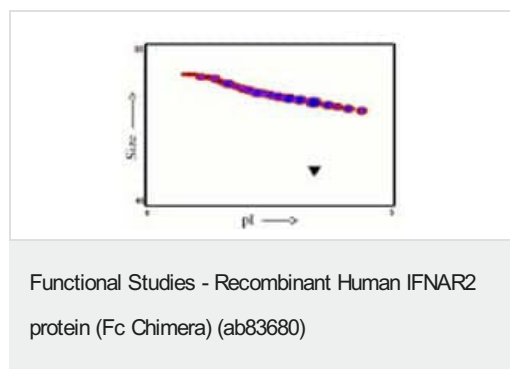 Size
pI
Functional Studies - Recombinant Human IFNAR2
protein (Fc Chimera) (ab83680)